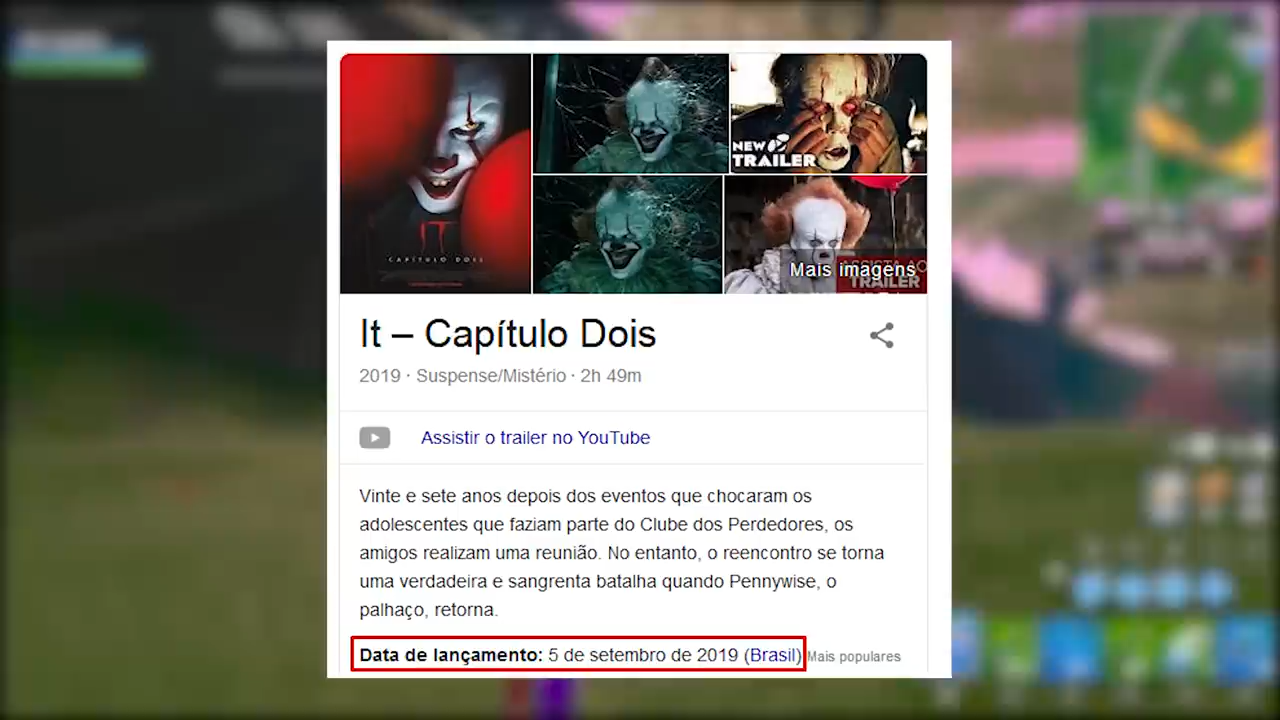 NEW
TRAILER
IT
CAPÍTULO DOIS
Mais imagens
ASSISTA AO
TRAILER
It – Capítulo Dois
2019 · Suspense/Mistério · 2h 49m
Assistir o trailer no YouTube
Vinte e sete anos depois dos eventos que chocaram os
adolescentes que faziam parte do Clube dos Perdedores, os
amigos realizam uma reunião. No entanto, o reencontro se torna
uma verdadeira e sangrenta batalha quando Pennywise, o
palhaço, retorna.
Data de lançamento: 5 de setembro de 2019 (Brasil) Mais populares